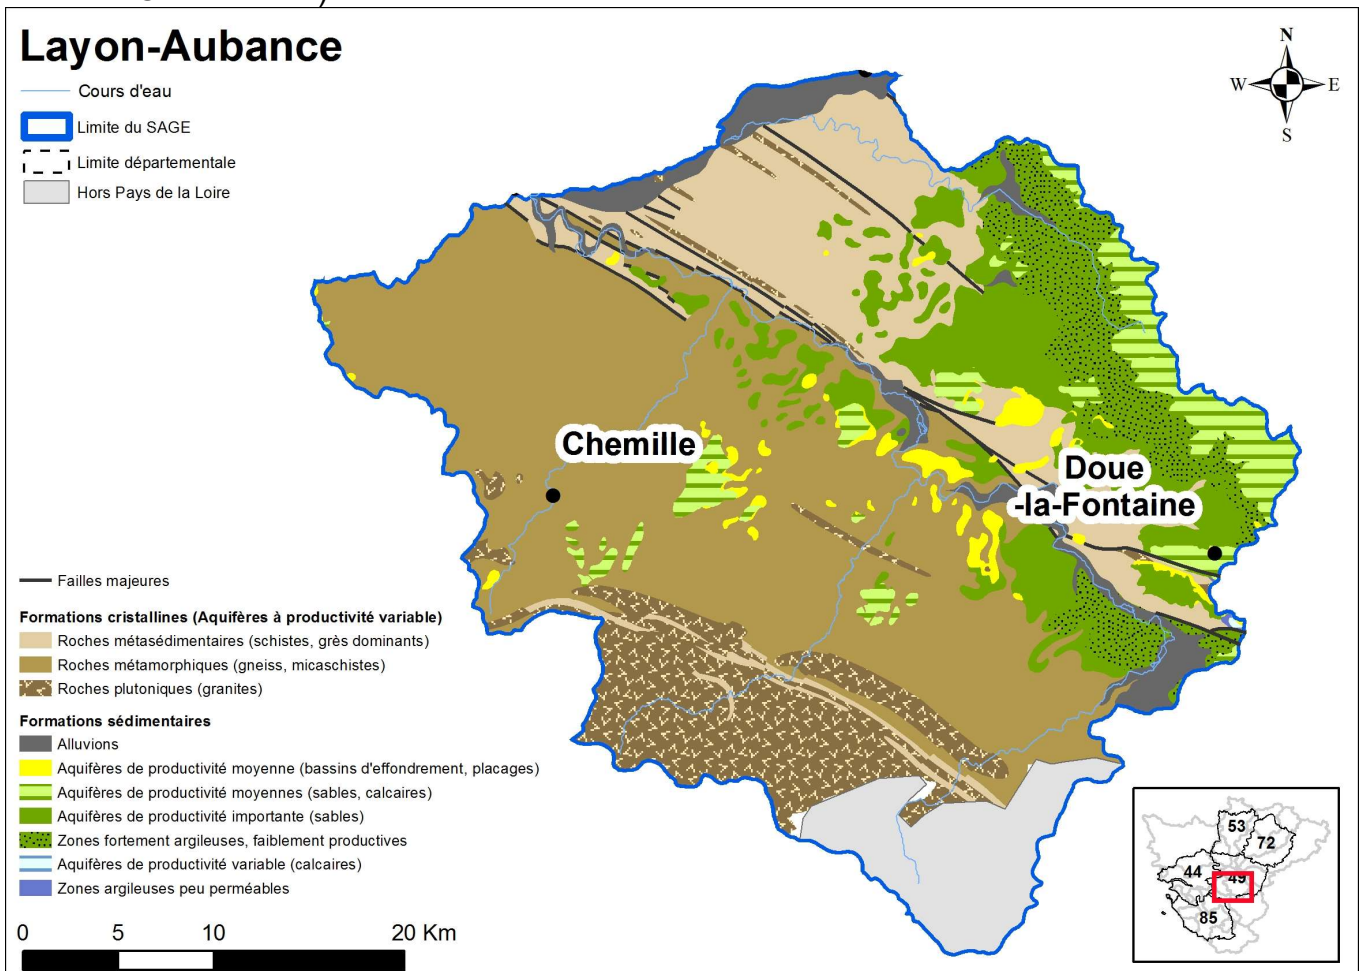 Layon-Aubance
Cours d'eau
Limite du SAGE
Limite départementale
Hors Pays de la Loire
N
W
E
S
Chemille
Doue
-la-Fontaine
Failles majeures
Formations cristallines (Aquifères à productivité variable)
Roches métasédimentaires (schistes, grès dominants)
Roches métamorphiques (gneiss, micaschistes)
Roches plutoniques (granites)
Formations sédimentaires
Alluvions
Aquifères de productivité moyenne (bassins d'effondrement, placages)
Aquifères de productivité moyennes (sables, calcaires)
Aquifères de productivité importante (sables)
Zones fortement argileuses, faiblement productives
Aquifères de productivité variable (calcaires)
Zones argileuses peu perméables
0 5 10 20 Km
53
72
44
49
85